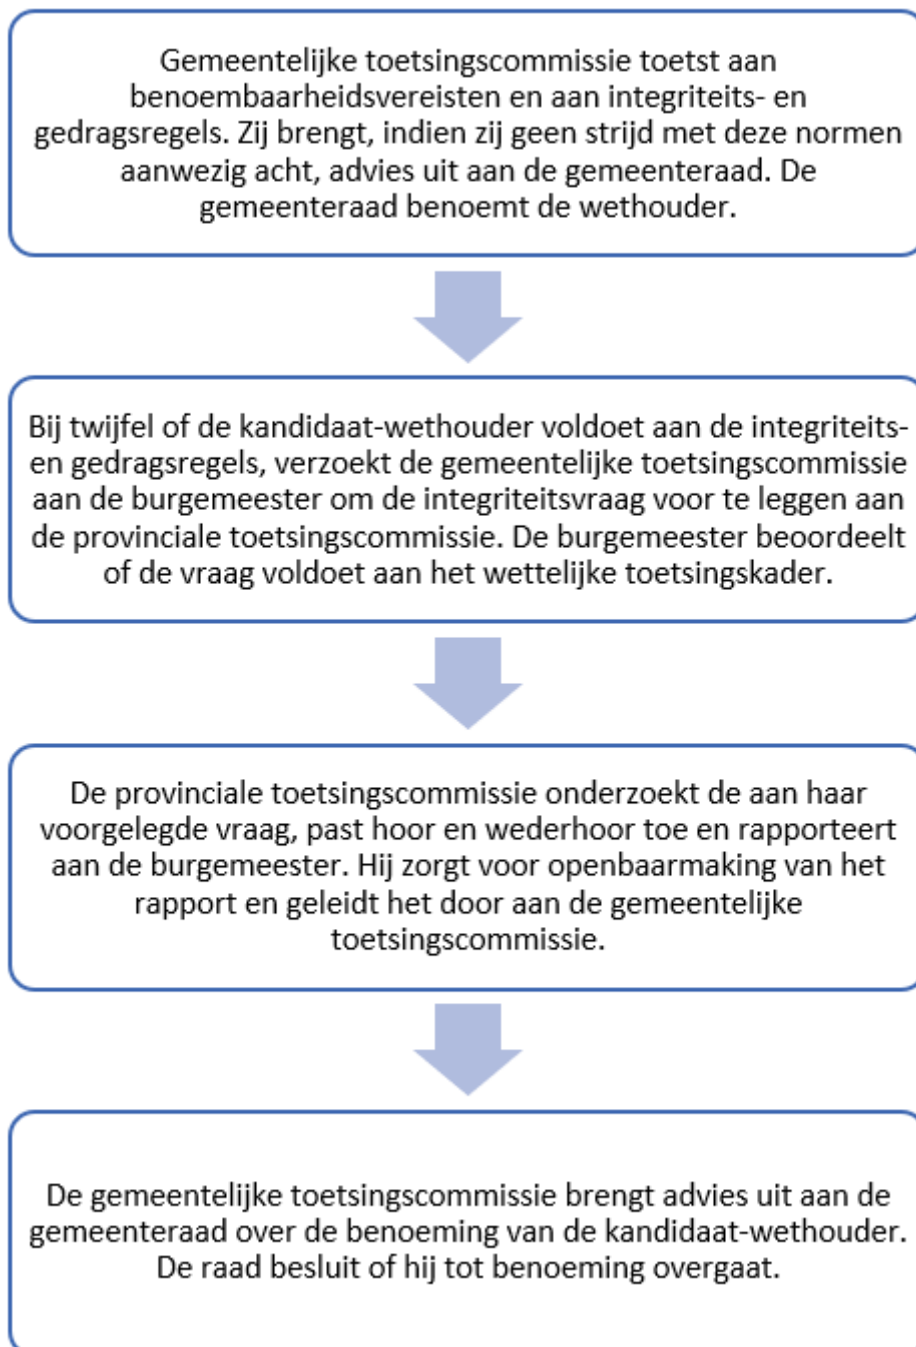 Gemeentelijke toetsingscommissie toetst aan
benoembaarheidsvereisten en aan integriteits- en
gedragsregels. Zij brengt, indien zij geen strijd met deze normen
aanwezig acht, advies uit aan de gemeenteraad. De
gemeenteraad benoemt de wethouder.
Bij twijfel of de kandidaat-wethouder voldoet aan de integriteits-
en gedragsregels, verzoekt de gemeentelijke toetsingscommissie
aan de burgemeester om de integriteitsvraag voor te leggen aan
de provinciale toetsingscommissie. De burgemeester beoordeelt
of de vraag voldoet aan het wettelijke toetsingskader.
De provinciale toetsingscommissie onderzoekt de aan haar
voorgelegde vraag, past hoor en wederhoor toe en rapporteert
aan de burgemeester. Hij zorgt voor openbaarmaking van het
rapport en geleidt het door aan de gemeentelijke
toetsingscommissie.
De gemeentelijke toetsingscommissie brengt advies uit aan de
gemeenteraad over de benoeming van de kandidaat-wethouder.
De raad besluit of hij tot benoeming overgaat.